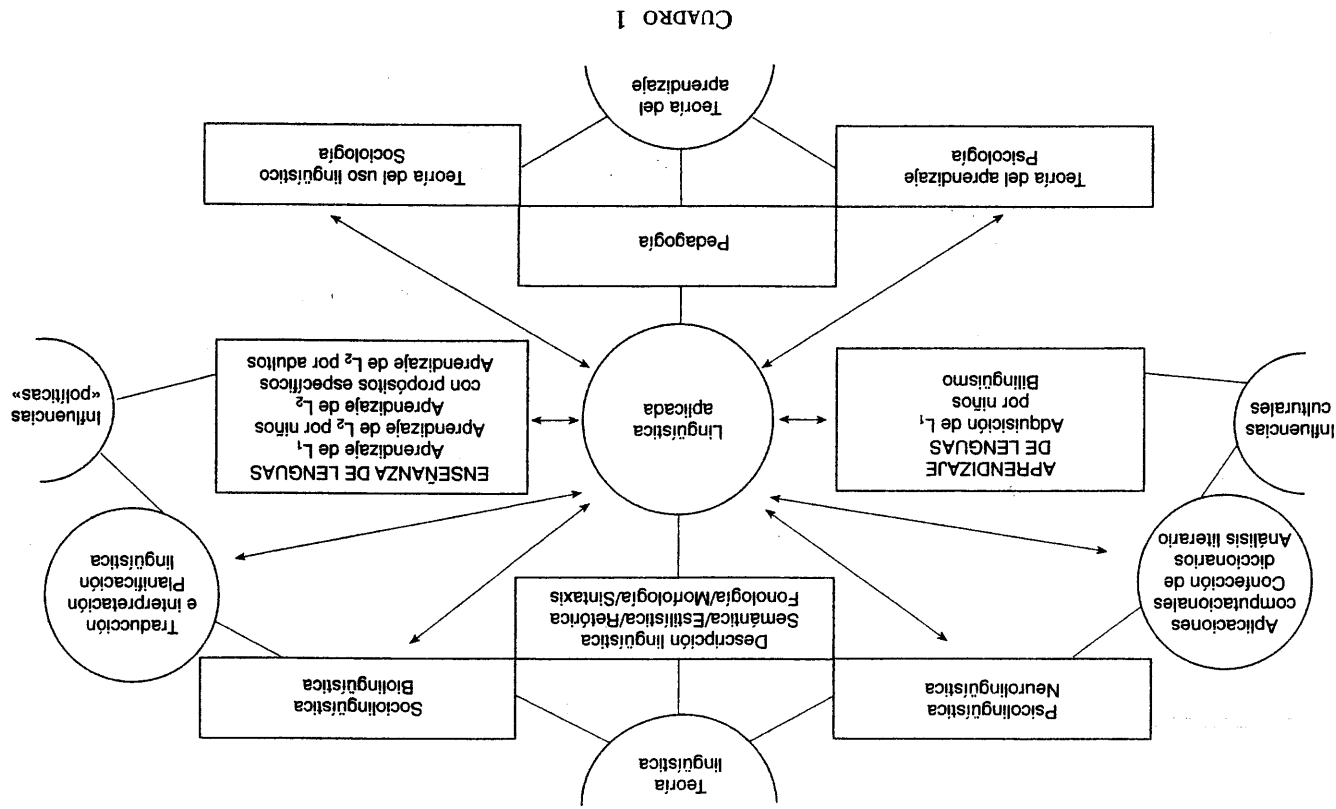 Teoría
lingüística
Psicolingüística
Neurolingüística
Descripción lingüística
Semántica/Estilística/Retórica
Fonología/Morfología/Sintaxis
Sociolingüística
Biolingüística
Aplicaciones
computacionales
Confección de
diccionarios
Análisis literario
Traducción
e interpretación
Planificación
lingüística
Influencias
culturales
APRENDIZAJE
DE LENGUAS
Adquisición de L₁
por niños
Bilingüismo
Lingüística
aplicada
ENSEÑANZA DE LENGUAS
Aprendizaje de L₁
Aprendizaje de L₂ por niños
Aprendizaje de L₂
con propósitos específicos
Aprendizaje de L₂ por adultos
Influencias
«políticas»
Pedagogía
Teoría del aprendizaje
Psicología
Teoría del uso lingüístico
Sociología
Teoría del
aprendizaje
CUADRO 1